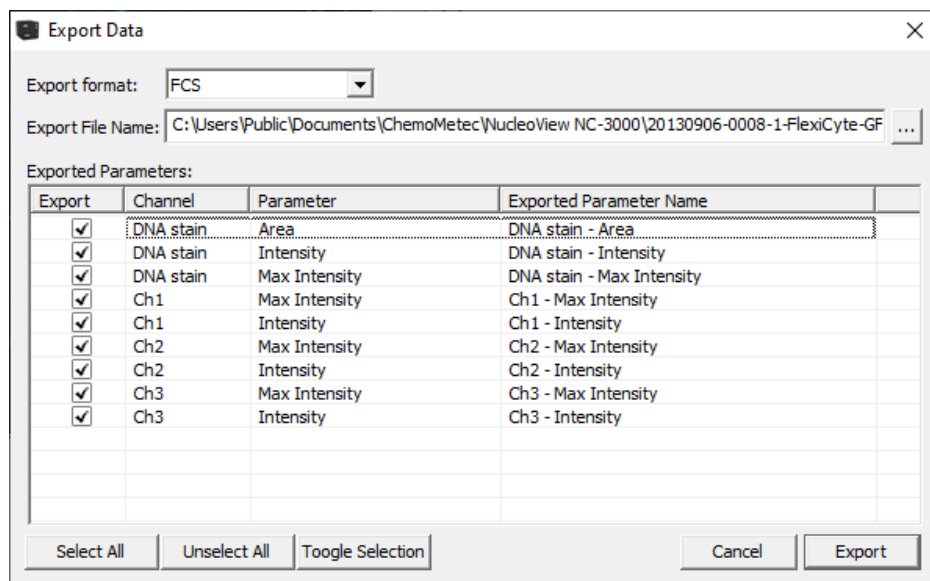 Export Data
Export format: FCS
Export File Name: C:\Users\Public\Documents\ChemoMetec\NucleoView NC-3000\20130906-0008-1-FlexiCyte-GF ...
Exported Parameters:
Export Channel Parameter Exported Parameter Name
DNA stain Area DNA stain - Area
DNA stain Intensity DNA stain - Intensity
DNA stain Max Intensity DNA stain - Max Intensity
Ch1 Max Intensity Ch1 - Max Intensity
Ch1 Intensity Ch1 - Intensity
Ch2 Max Intensity Ch2 - Max Intensity
Ch2 Intensity Ch2 - Intensity
Ch3 Max Intensity Ch3 - Max Intensity
Ch3 Intensity Ch3 - Intensity
Select All Unselect All Toogle Selection Cancel Export